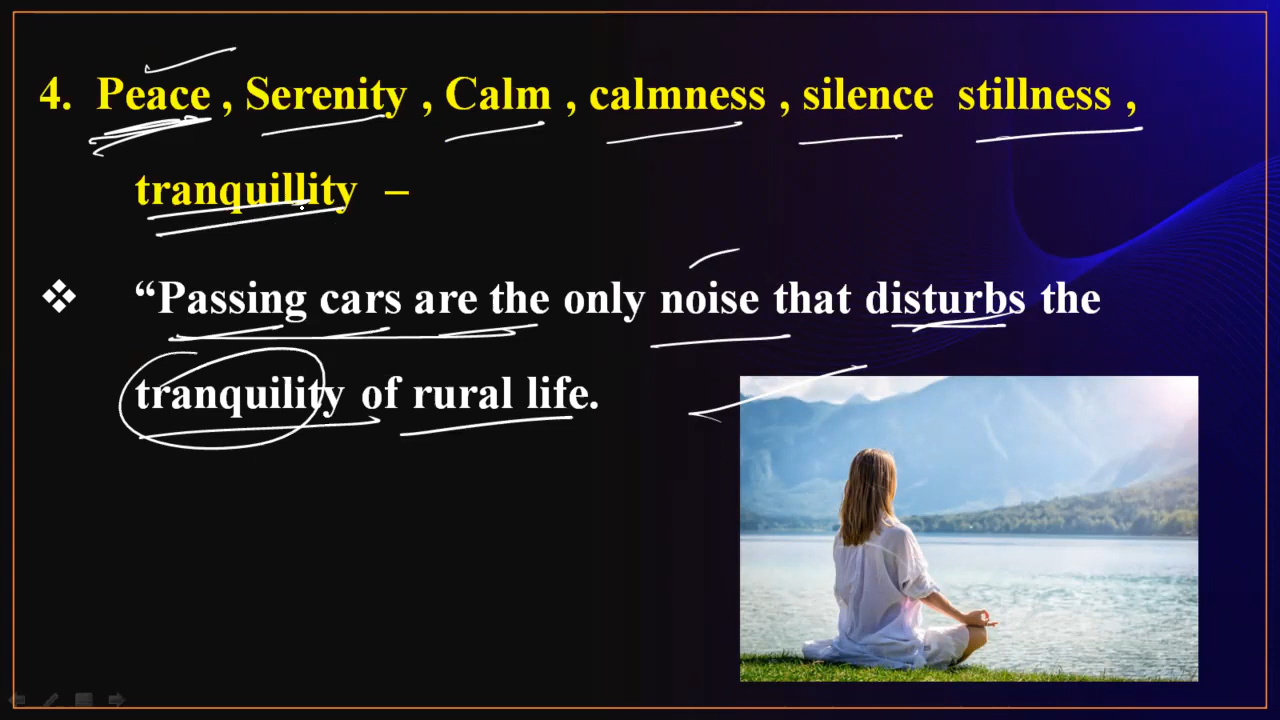 4. Peace , Serenity , Calm , calmness , silence stillness ,
tranquillity –
❖ “Passing cars are the only noise that disturbs the
tranquility of rural life.